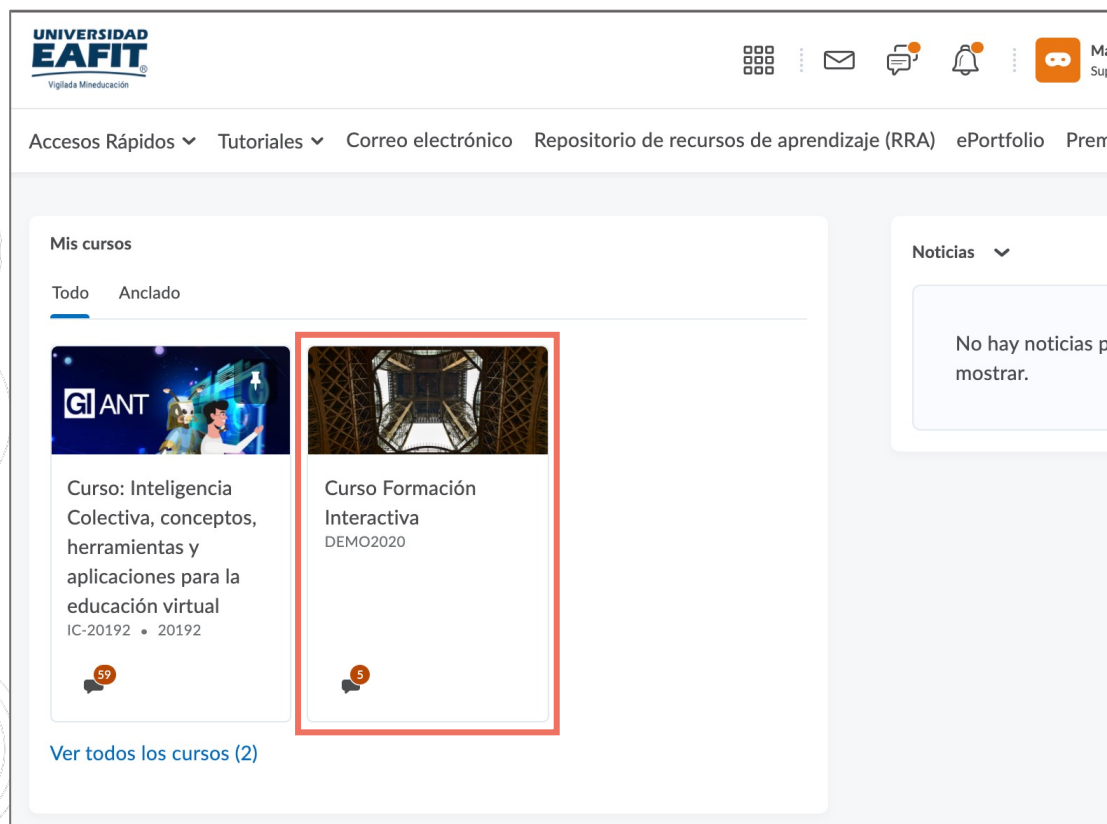 UNIVERSIDAD
EAFIT®
Vigilada Mineducación
Accesos Rápidos Tutoriales Correo electrónico Repositorio de recursos de aprendizaje (RRA) ePortfolio
Mis cursos
Todo Anclado
GIANT
Curso: Inteligencia
Colectiva, conceptos,
herramientas y
aplicaciones para la
educación virtual
IC-20192 • 20192
59
Curso Formación
Interactiva
DEMO2020
5
Ver todos los cursos (2)
Noticias
No hay noticias
mostrar.